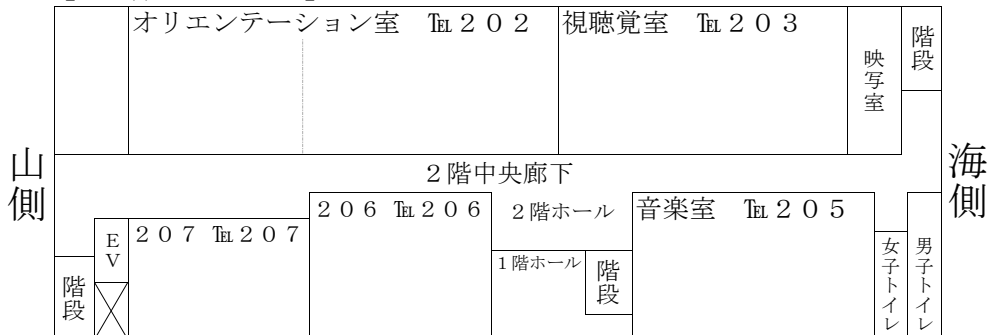 オリエンテーション室 ℡２０２
視聴覚室 ℡２０３
映写室
階段
山側
海側
２階中央廊下
２０６ ℡２０６
２階ホール
音楽室 ℡２０５
EV
２０７ ℡２０７
１階ホール
階段
階段
女子トイレ
男子トイレ